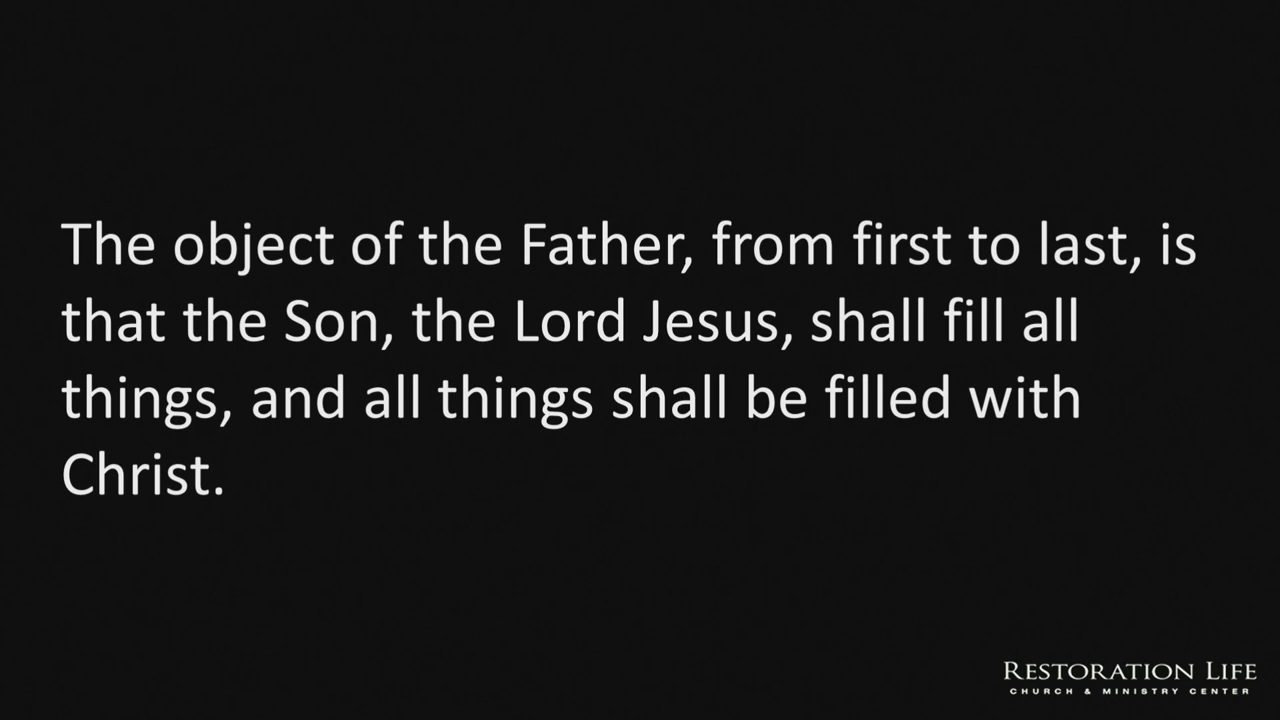 The object of the Father, from first to last, is
that the Son, the Lord Jesus, shall fill all
things, and all things shall be filled with
Christ.
RESTORATION LIFE
CHURCH & MINISTRY CENTER